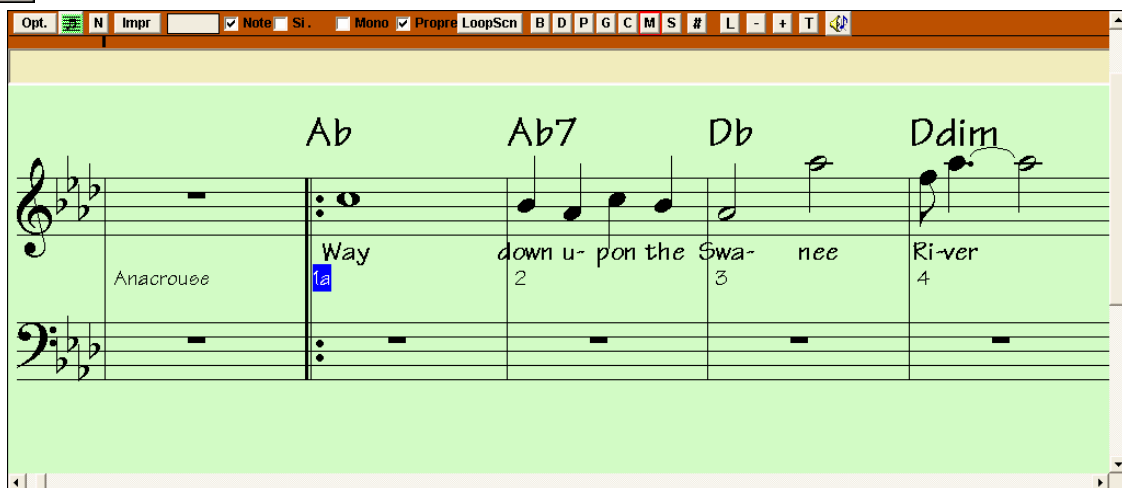 Opt. N Impr Note Si . Mono Propre LoopScn B D P G C M S # L - + T
Ab Ab7 Db Ddim
Way down u- pon the Swa- nee Ri-ver
Anacrouse 1a 2 3 4